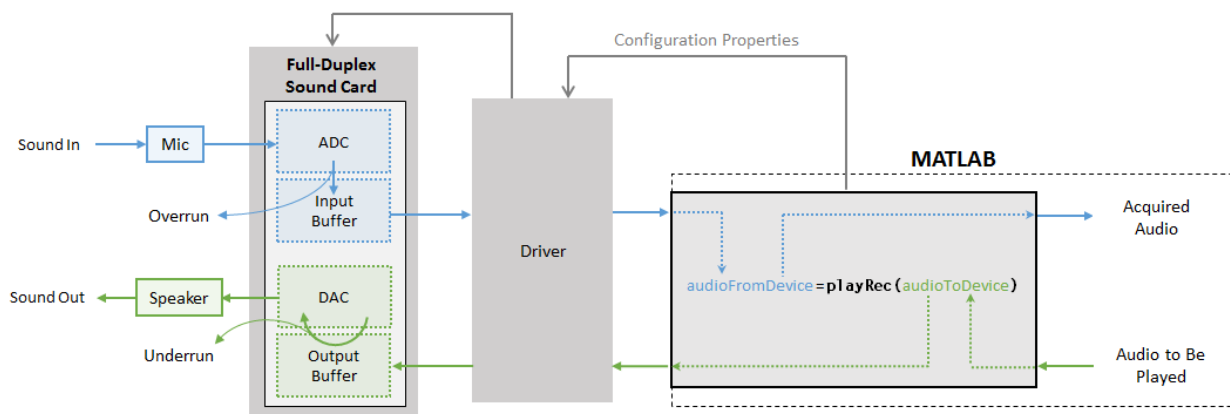 Configuration Properties
Full-Duplex
Sound Card
Sound In
Mic
ADC
MATLAB
Overrun
Input
Buffer
Acquired
Audio
Driver
audioFromDevice=playRec(audioToDevice)
Sound Out
Speaker
DAC
Underrun
Output
Buffer
Audio to Be
Played